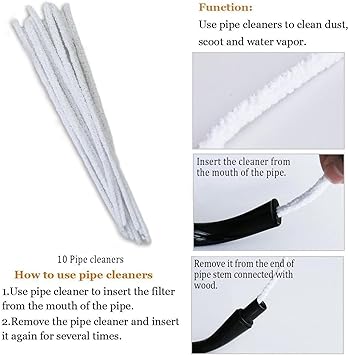 Function:
Use pipe cleaners to clean dust,
scoot and water vapor.
Insert the cleaner from
the mouth of the pipe.
Remove it from the end of
pipe stem connected with
wood.
10 Pipe cleaners
How to use pipe cleaners
1.Use pipe cleaner to insert the filter
from the mouth of the pipe.
2.Remove the pipe cleaner and insert
it again for several times.